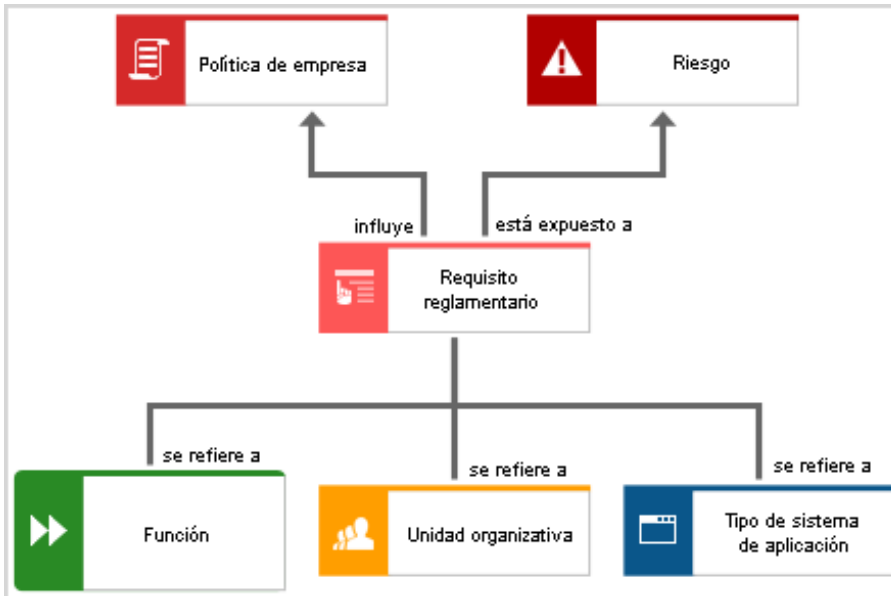 Política de empresa
Riesgo
influye
está expuesto a
Requisito
reglamentario
se refiere a
se refiere a
se refiere a
Función
Unidad organizativa
Tipo de sistema
de aplicación